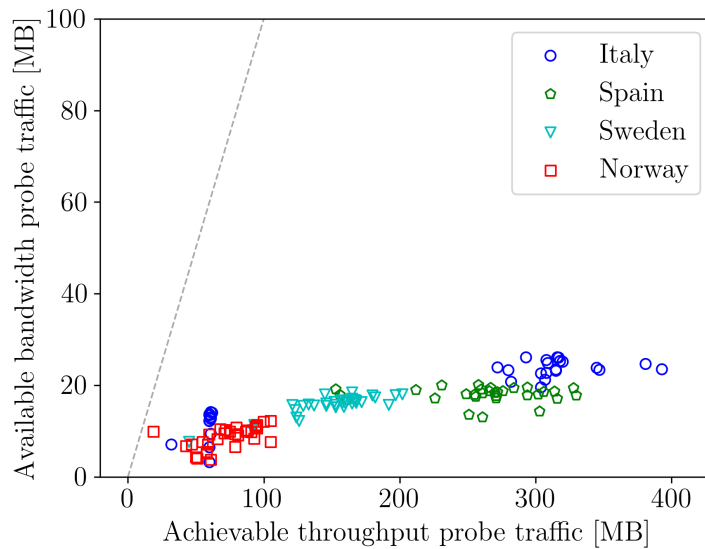 100
80
60
40
20
0
Available bandwidth probe traffic [MB]
Italy
Spain
Sweden
Norway
0 100 200 300 400
Achievable throughput probe traffic [MB]